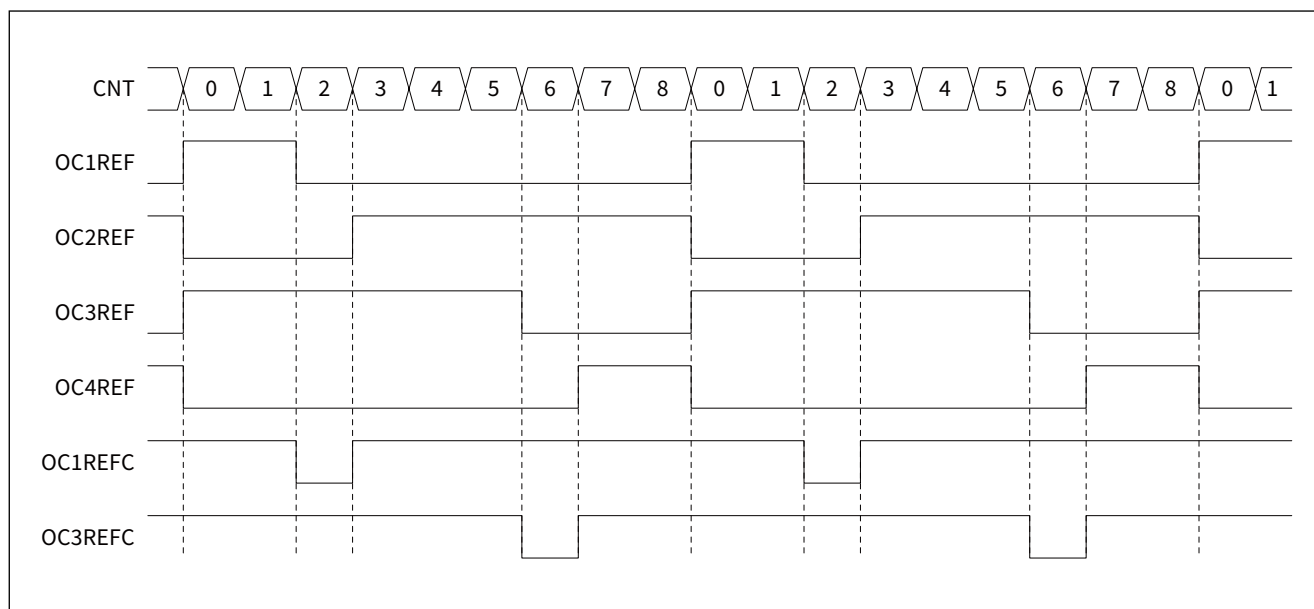 CNT 0 1 2 3 4 5 6 7 8 0 1 2 3 4 5 6 7 8 0 1
OC1REF
OC2REF
OC3REF
OC4REF
OC1REFC
OC3REFC